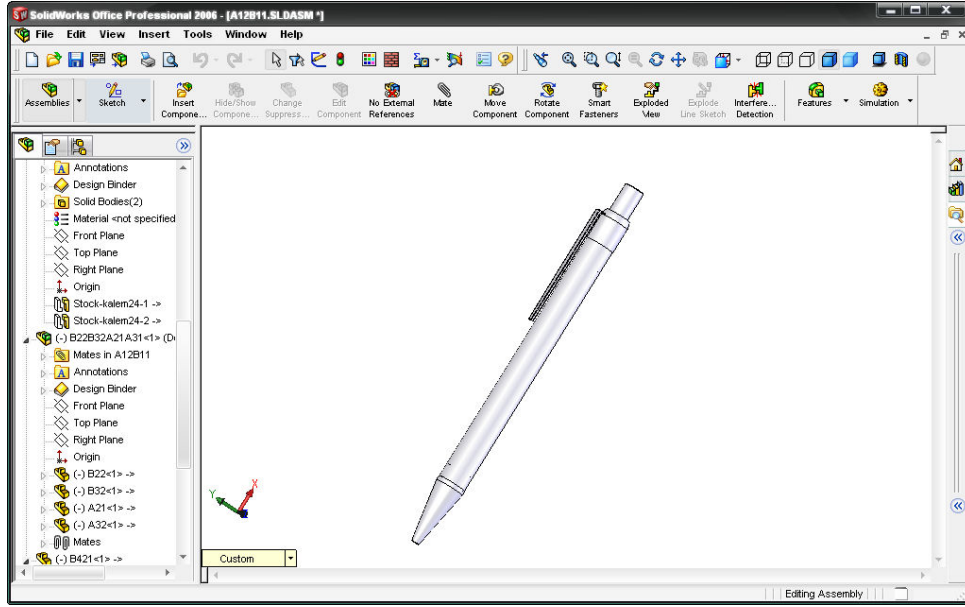 SolidWorks Office Professional 2006 - [A12B11.SLDASM *]
File Edit View Insert Tools Window Help
Assemblies Sketch Insert Compone... Hide/Show Compone... Change Suppress... Edit Component No External References Mate Move Component Rotate Component Smart Fasteners Exploded View Explode Line Sketch Interfere... Detection Features Simulation
Annotations
Design Binder
Solid Bodies(2)
Material <not specified
Front Plane
Top Plane
Right Plane
Origin
Stock-kalem24-1 ->
Stock-kalem24-2 ->
(-) B22B32A21A31<1> (D
Mates in A12B11
Annotations
Design Binder
Front Plane
Top Plane
Right Plane
Origin
(-) B22<1> ->
(-) B32<1> ->
(-) A21<1> ->
(-) A32<1> ->
Mates
(-) B421<1> ->
Y X
Custom
Editing Assembly